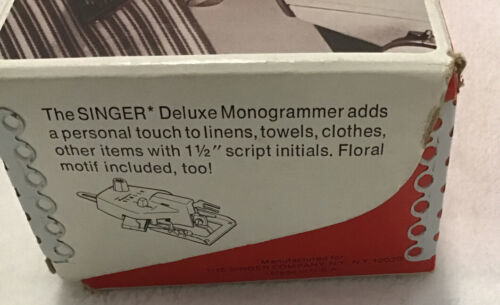 The SINGER* Deluxe Monogrammer adds
a personal touch to linens, towels, clothes,
other items with 1½" script initials. Floral
motif included, too!
Manufactured for
THE SINGER COMPANY, N.Y., N.Y. 10020